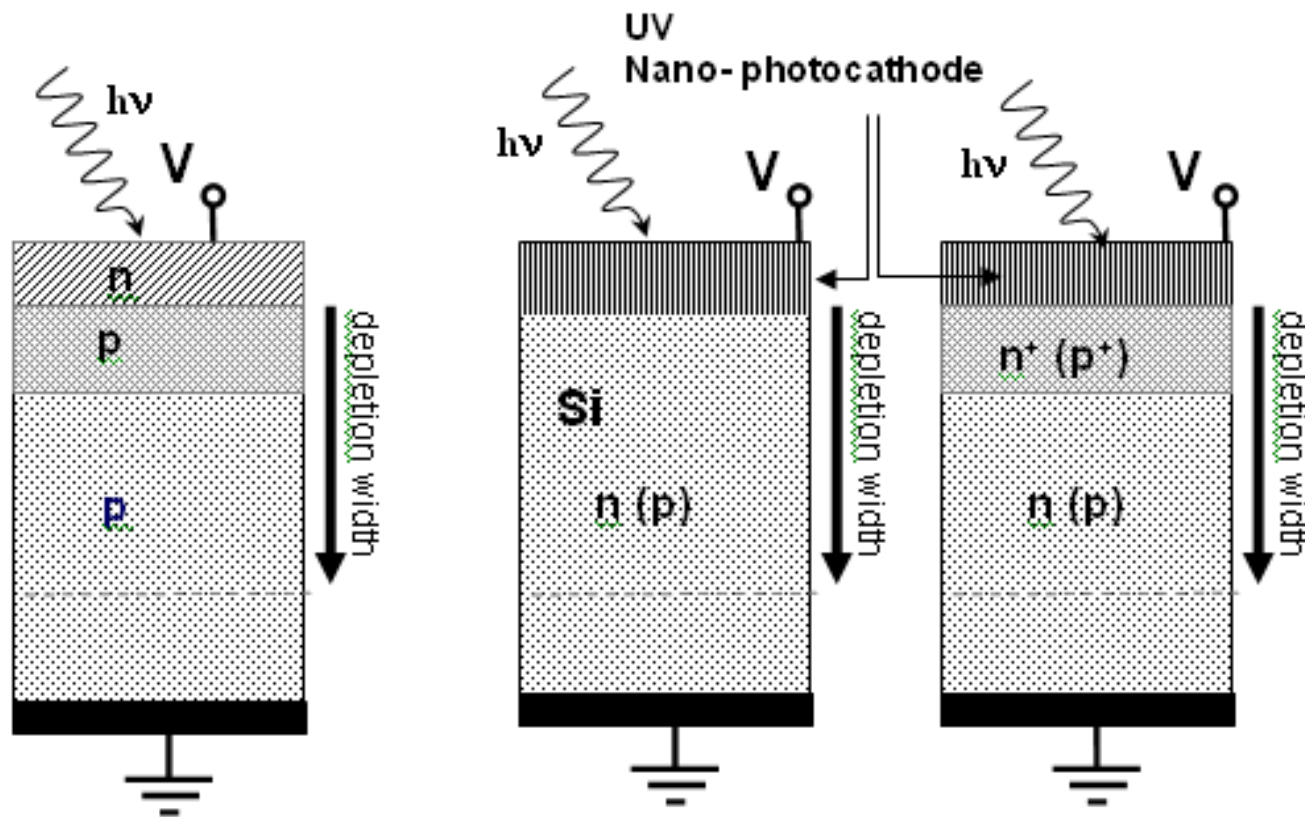 UV
Nano-photocathode
hν
V
n
p
p
depletion width
hν
V
Si
n (p)
depletion width
hν
V
n⁺ (p⁺)
n (p)
depletion width